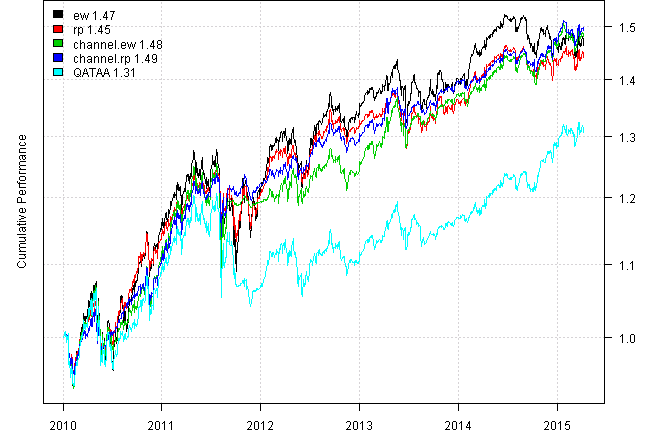 ew 1.47
rp 1.45
channel.ew 1.48
channel.rp 1.49
QATAA 1.31
Cumulative Performance
1.5
1.4
1.3
1.2
1.1
1.0
2010 2011 2012 2013 2014 2015